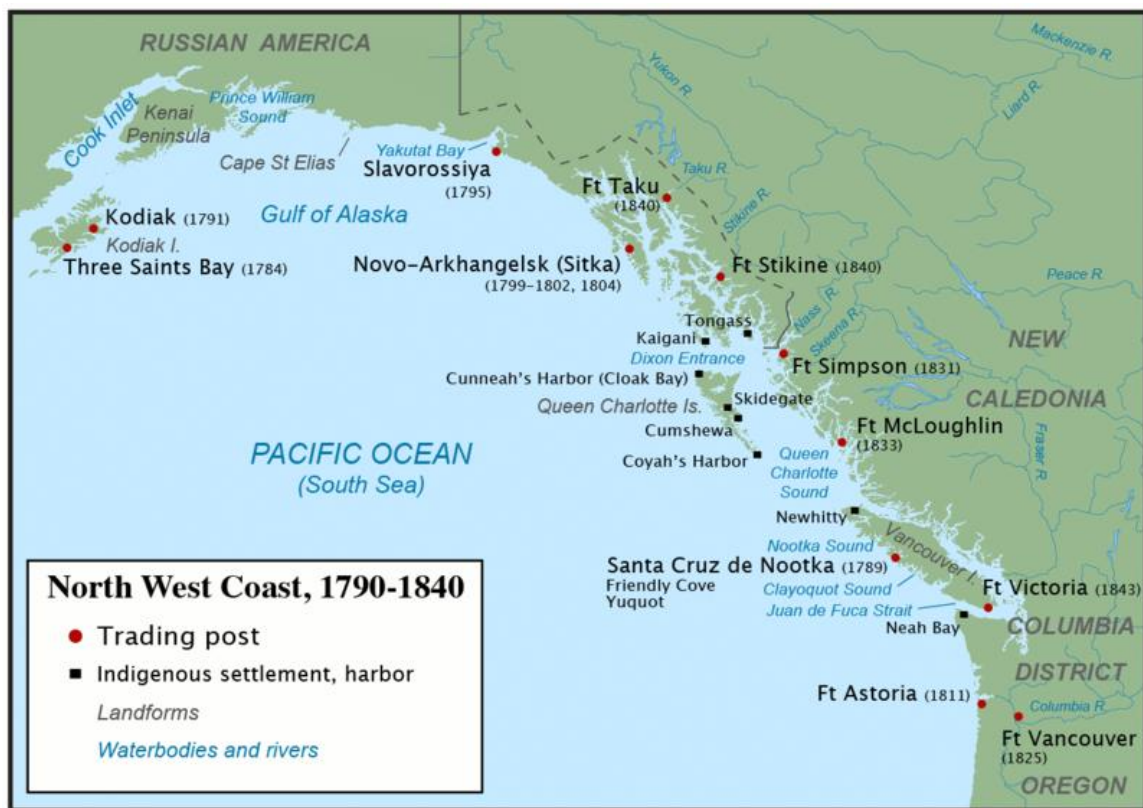 RUSSIAN AMERICA
Mackenzie R.
Yukon R.
Liard R.
Cook Inlet
Prince William
Sound
Kenai
Peninsula
Cape St Elias
Yakutat Bay
Slavorossiya
(1795)
Taku R.
Ft Taku
(1840)
Stikine R.
Kodiak (1791)
Gulf of Alaska
Kodiak I.
Three Saints Bay (1784)
Novo-Arkhangelsk (Sitka)
(1799-1802, 1804)
Ft Stikine (1840)
Peace R.
Nass R.
Skeena R.
Tongass
Kaigani
NEW
CALEDONIA
Dixon Entrance
Ft Simpson (1831)
Cunneah's Harbor (Cloak Bay)
Skidegate
Queen Charlotte Is.
Cumshewa
Ft McLoughlin
(1833)
Fraser R.
Coyah's Harbor
Queen
Charlotte
Sound
PACIFIC OCEAN
(South Sea)
Newhitty
Vancouver I.
Nootka Sound
Santa Cruz de Nootka (1789)
Friendly Cove
Yuquot
Clayoquot Sound
Ft Victoria (1843)
Juan de Fuca Strait
Neah Bay
COLUMBIA
DISTRICT
Ft Astoria (1811)
Columbia R.
Ft Vancouver
(1825)
OREGON
North West Coast, 1790-1840
Trading post
Indigenous settlement, harbor
Landforms
Waterbodies and rivers